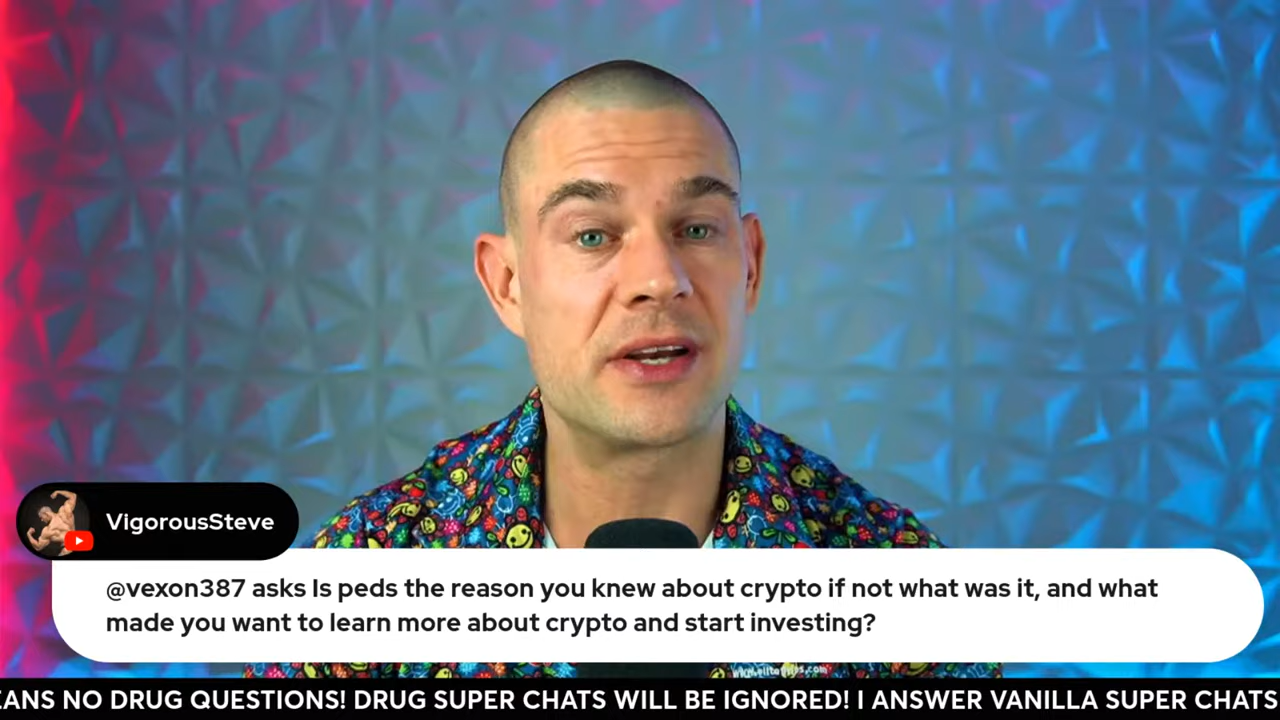 VigorousSteve
@vexon387 asks Is peds the reason you knew about crypto if not what was it, and what
made you want to learn more about crypto and start investing?
EANS NO DRUG QUESTIONS! DRUG SUPER CHATS WILL BE IGNORED! I ANSWER VANILLA SUPER CHATS